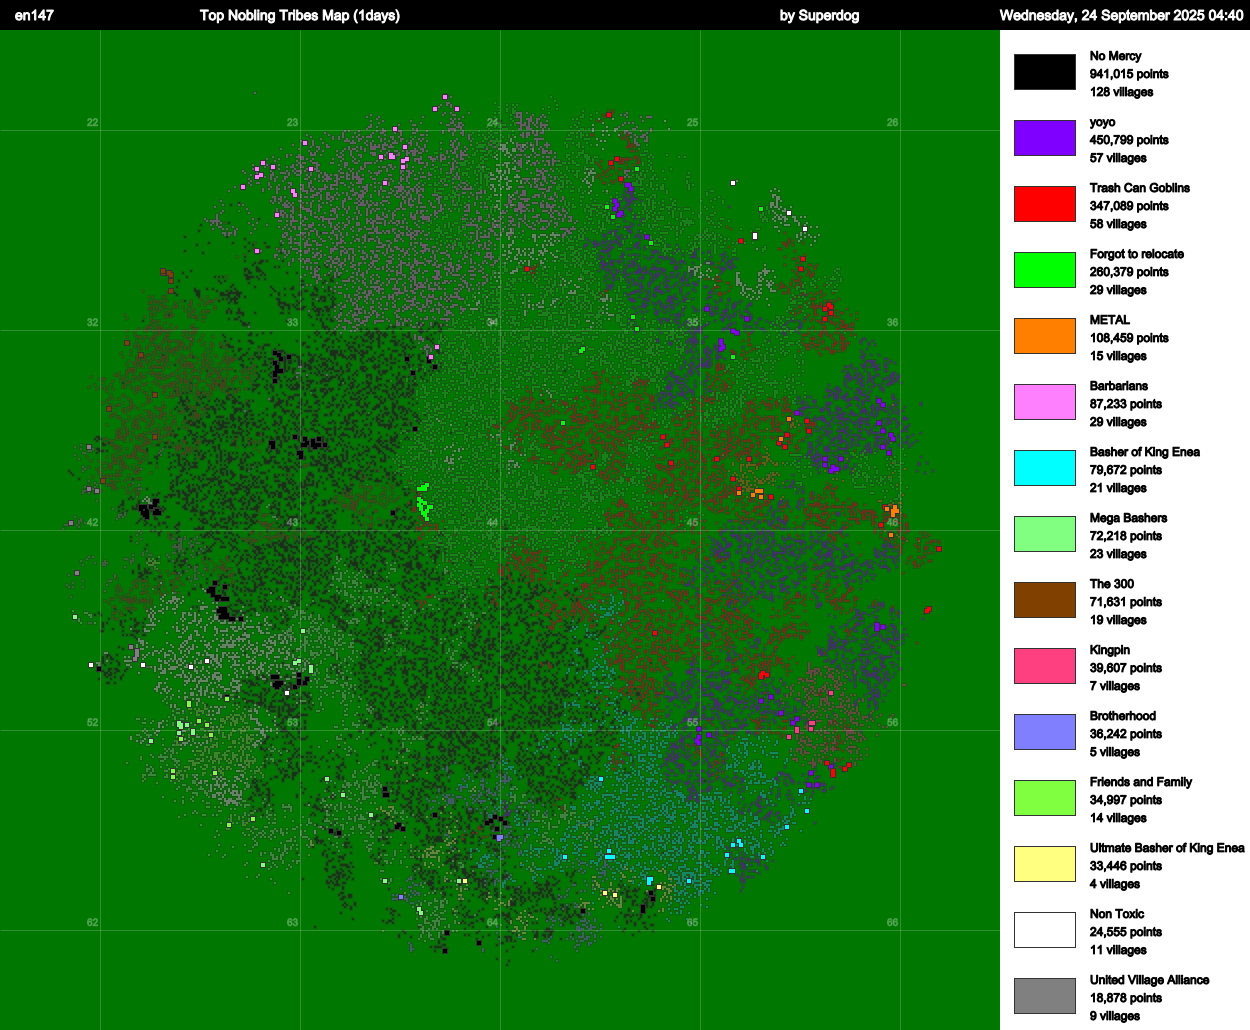 en147 Top Nobling Tribes Map (1days) by Superdog Wednesday, 24 September 2025 04:40
No Mercy
941,015 points
128 villages
yoyo
450,799 points
57 villages
Trash Can Goblins
347,089 points
58 villages
Forgot to relocate
260,379 points
29 villages
METAL
108,459 points
15 villages
Barbarians
87,233 points
29 villages
Basher of King Enea
79,672 points
21 villages
Mega Bashers
72,218 points
23 villages
The 300
71,631 points
19 villages
Kingpin
39,607 points
7 villages
Brotherhood
36,242 points
5 villages
Friends and Family
34,997 points
14 villages
Ultmate Basher of King Enea
33,446 points
4 villages
Non Toxic
24,555 points
11 villages
United Village Alliance
18,878 points
9 villages
22 23 24 25 26
32 33 34 35 36
42 43 44 45 46
52 53 54 55 56
62 63 64 65 66